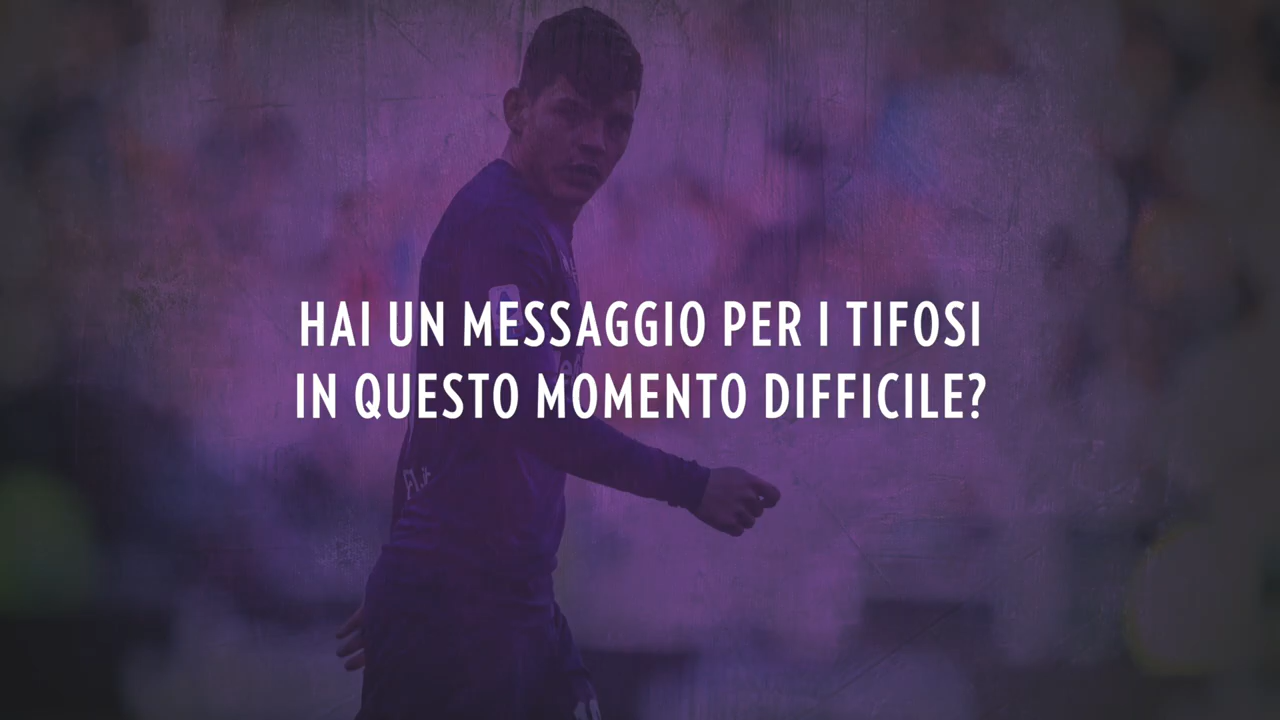 HAI UN MESSAGGIO PER I TIFOSI
IN QUESTO MOMENTO DIFFICILE?